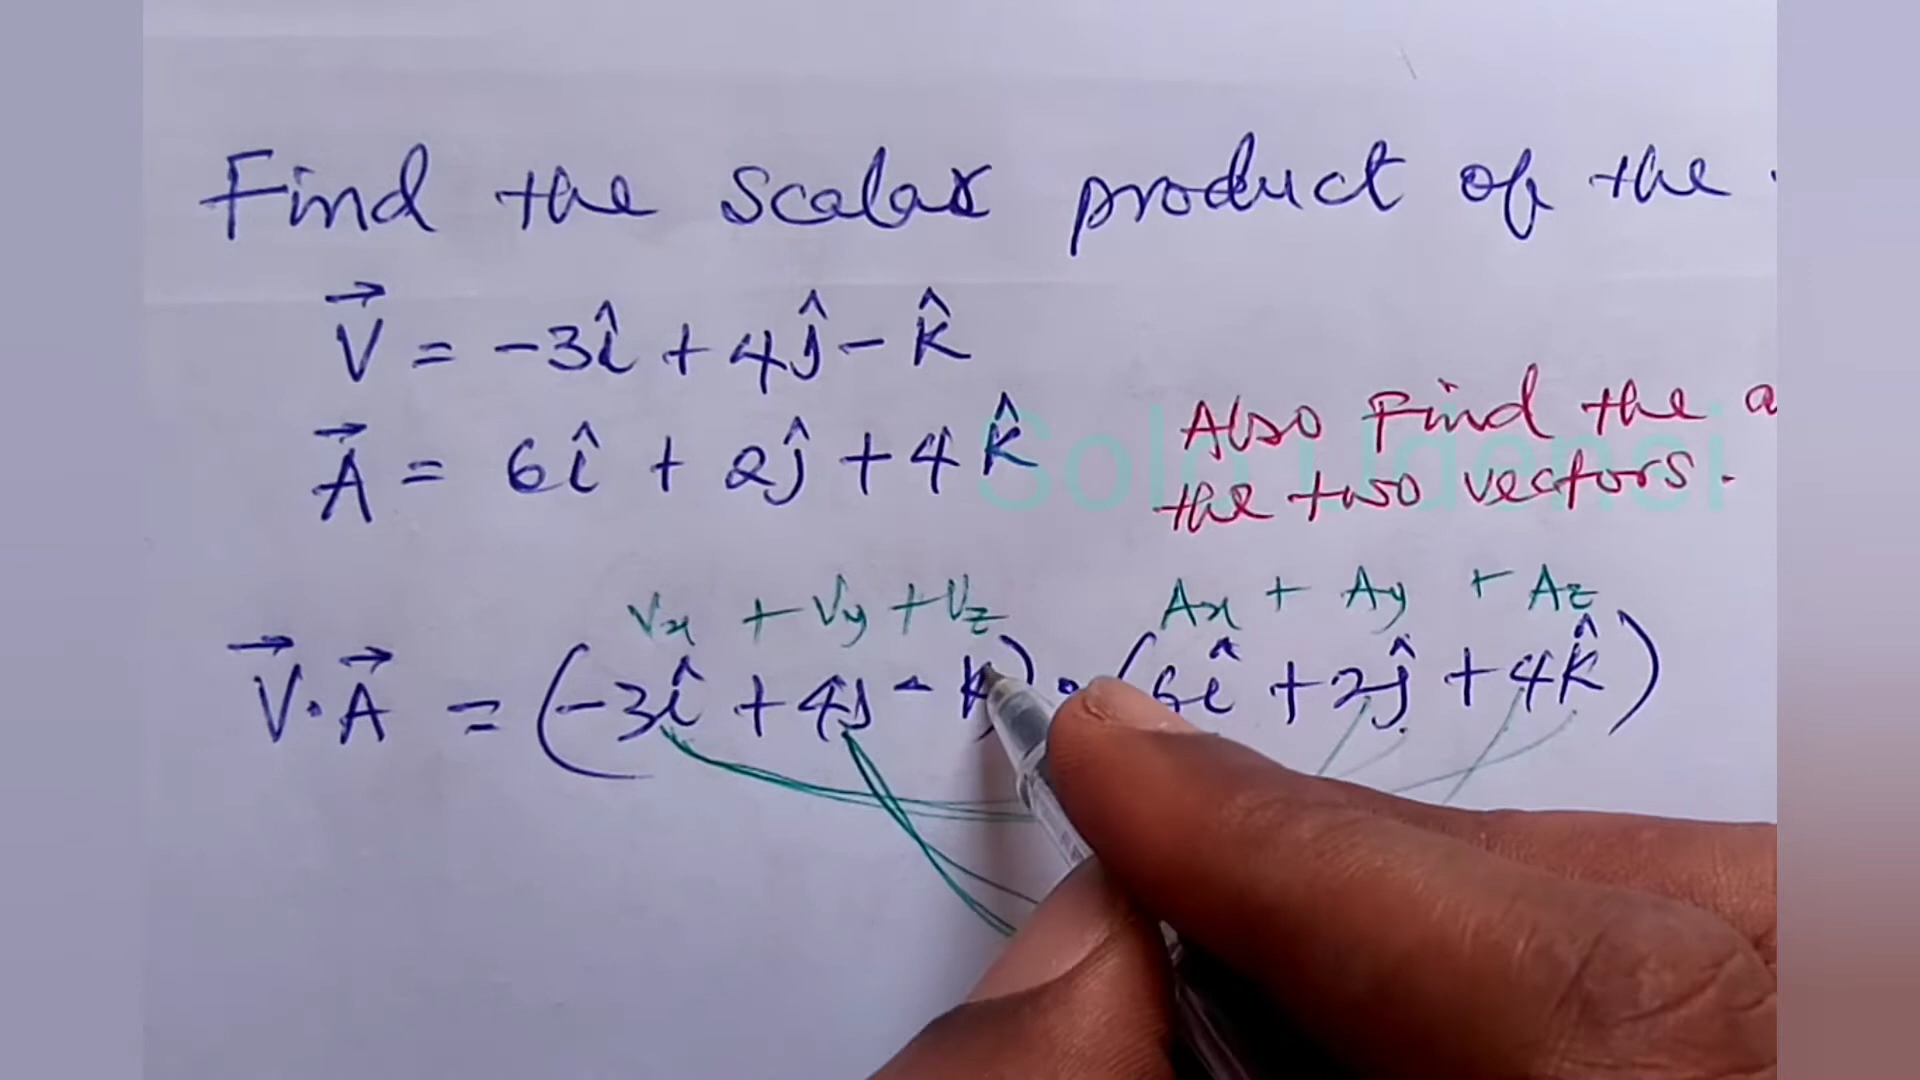 Find the scalar product of the
V⃗ = -3î + 4ĵ - k̂
A⃗ = 6î + 2ĵ + 4k̂
Also Find the a
the two vectors.
Vx + Vy + Vz
Ax + Ay + Az
V⃗·A⃗ = (-3î + 4j - k)·(6î + 2ĵ + 4k̂)